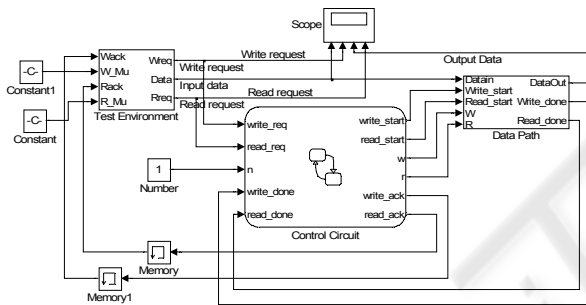 Scope
Wack
W_Mu
Rack
R_Mu
Wreq
Data
Rreq
Test Environment
-C-
Constant1
-C-
Constant
Write request
Write request
Input data
Read request
Read request
Output Data
Datain
Write_start
Read_start
W
R
DataOut
Write_done
Read_done
Data Path
write_req
read_req
n
write_done
read_done
write_start
read_start
w
r
write_ack
read_ack
Control Circuit
1
Number
Memory
Memory1